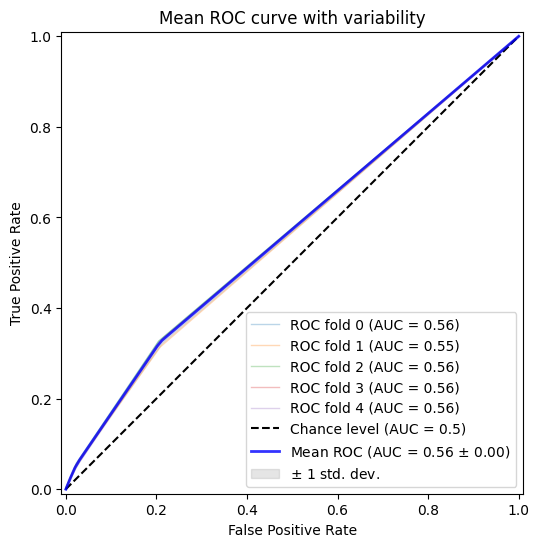 Mean ROC curve with variability
1.0
0.8
0.6
0.4
0.2
0.0
True Positive Rate
ROC fold 0 (AUC = 0.56)
ROC fold 1 (AUC = 0.55)
ROC fold 2 (AUC = 0.56)
ROC fold 3 (AUC = 0.56)
ROC fold 4 (AUC = 0.56)
Chance level (AUC = 0.5)
Mean ROC (AUC = 0.56 ± 0.00)
± 1 std. dev.
0.0 0.2 0.4 0.6 0.8 1.0
False Positive Rate